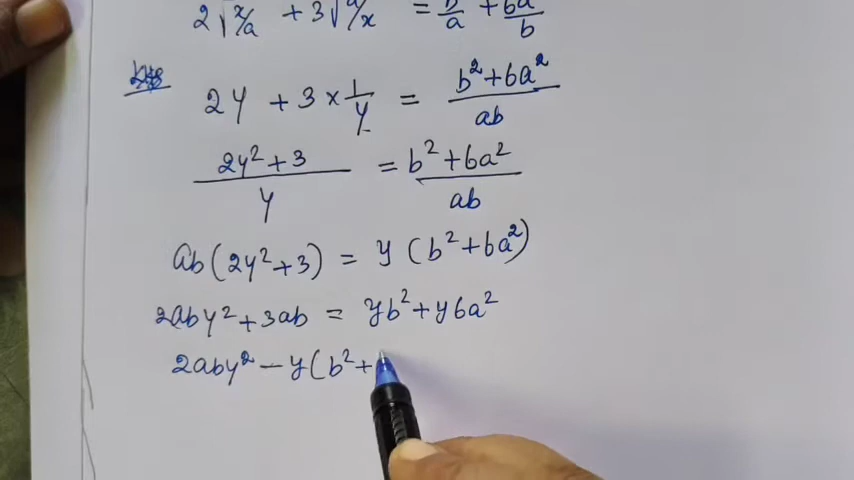 2√x/a + 3√a/x = b/a + 6a/b
2y + 3 × 1/y = b² + 6a² / ab
2y² + 3 / y = b² + 6a² / ab
ab(2y² + 3) = y(b² + 6a²)
2aby² + 3ab = yb² + y6a²
2aby² − y(b² +